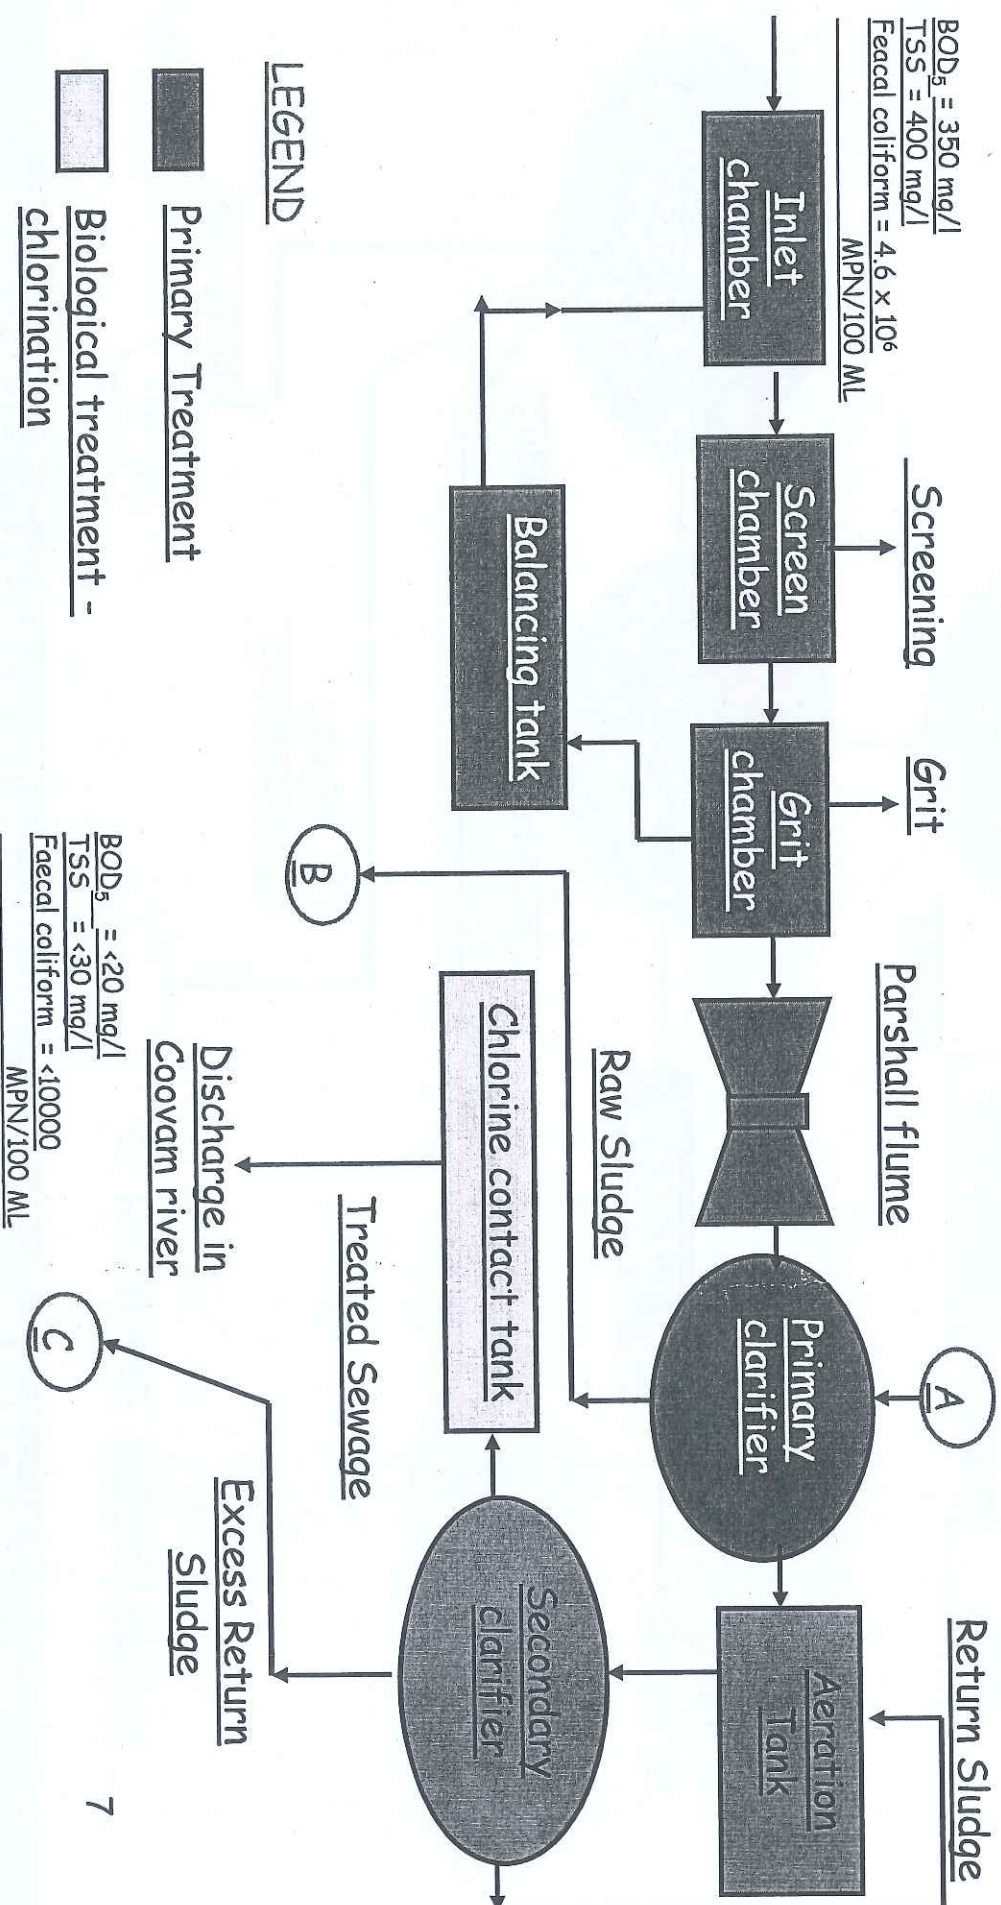 BOD5 = 350 mg/l
TSS = 400 mg/l
Feacal coliform = 4.6 x 10⁶
MPN/100 ML
Screening
Grit
Parshall flume
A
Return Sludge
Inlet
chamber
Screen
chamber
Grit
chamber
Primary
clarifier
Aeration
Tank
Balancing tank
Raw Sludge
B
Chlorine contact tank
Secondary
clarifier
Treated Sewage
LEGEND
Discharge in
Coovam river
Excess Return
Sludge
Primary Treatment
Biological treatment -
chlorination
BOD5 = <20 mg/l
TSS = <30 mg/l
Faecal coliform = <10000
MPN/100 ML
C
7